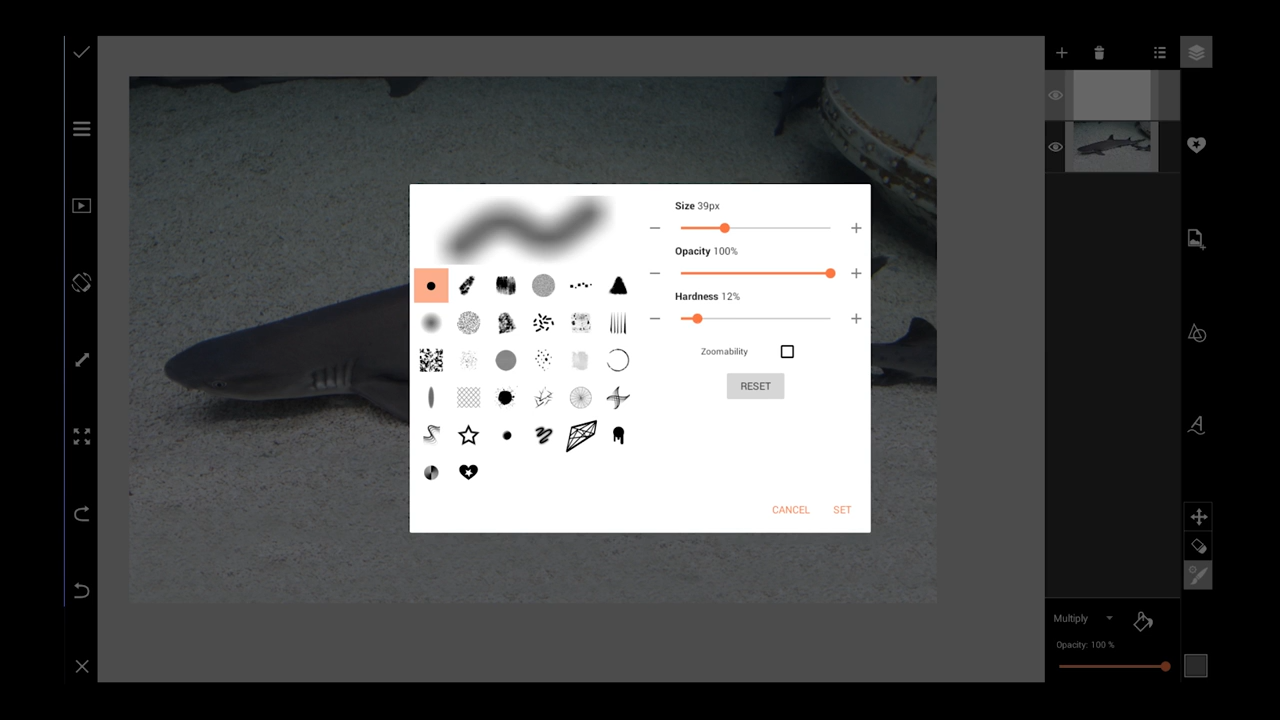 Size 39px
Opacity 100%
Hardness 12%
Zoomability
RESET
CANCEL SET
Multiply
Opacity: 100 %